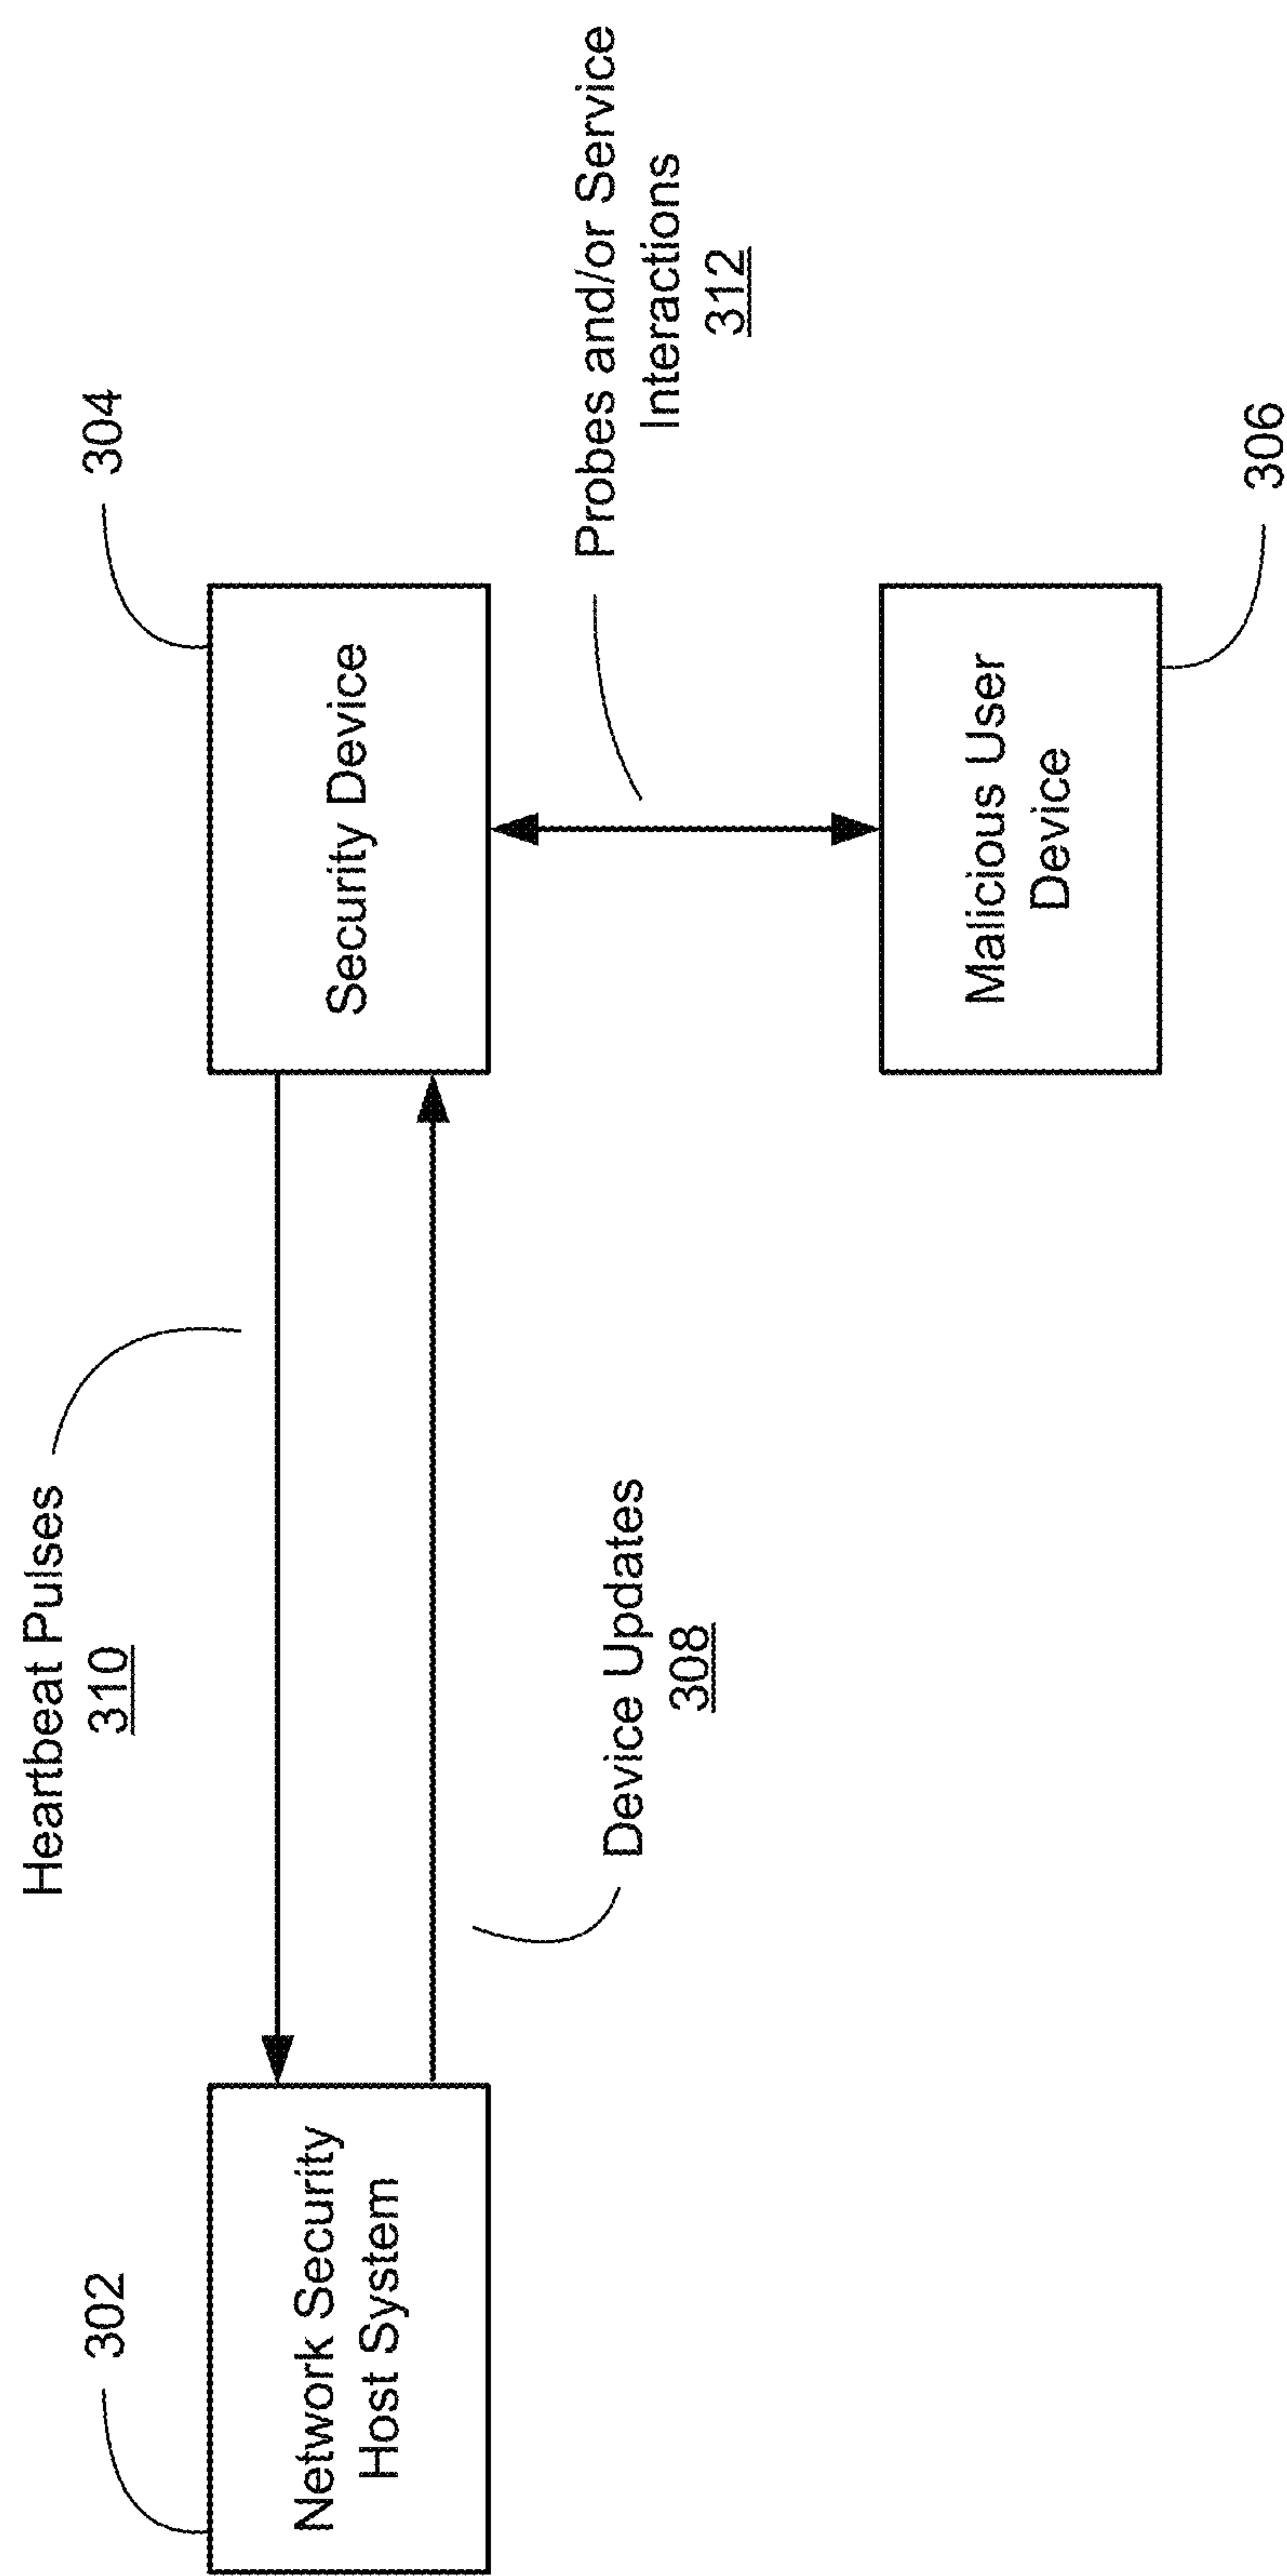 Heartbeat Pulses
310
302
304
Network Security
Host System
Security Device
Device Updates
308
Probes and/or Service
Interactions
312
Malicious User
Device
306